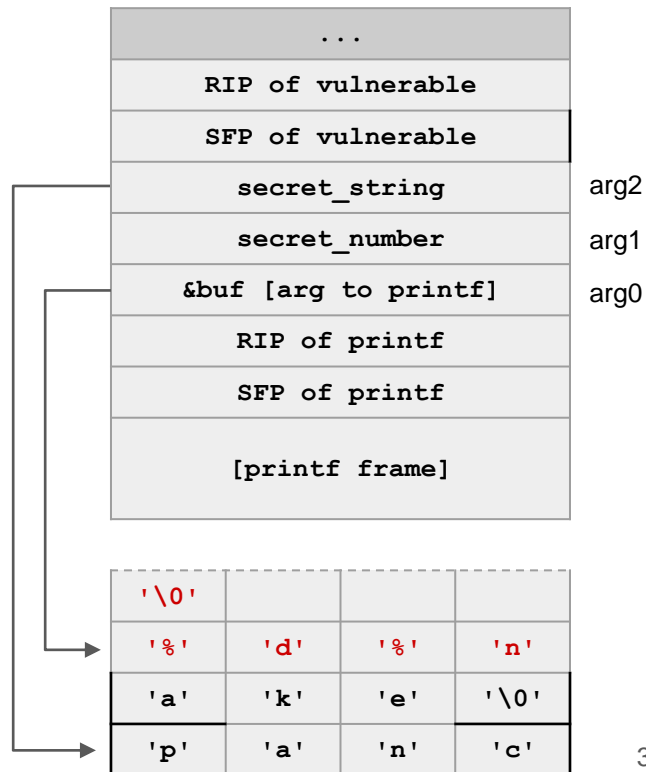 ...
RIP of vulnerable
SFP of vulnerable
secret_string arg2
secret_number arg1
&buf [arg to printf] arg0
RIP of printf
SFP of printf
[printf frame]
'\0'
'%' 'd' '%' 'n'
'a' 'k' 'e' '\0'
'p' 'a' 'n' 'c'